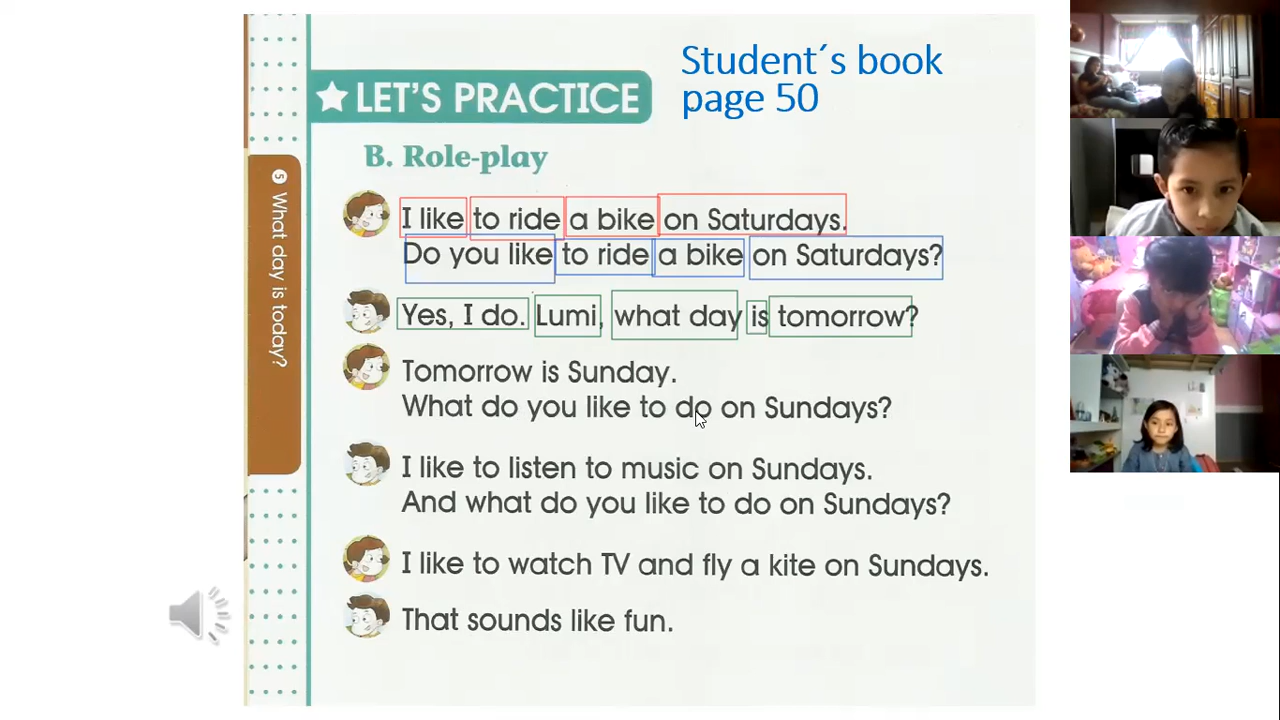 Student´s book
page 50
LET'S PRACTICE
B. Role-play
5 What day is today?
I like to ride a bike on Saturdays.
Do you like to ride a bike on Saturdays?
Yes, I do. Lumi, what day is tomorrow?
Tomorrow is Sunday.
What do you like to do on Sundays?
I like to listen to music on Sundays.
And what do you like to do on Sundays?
I like to watch TV and fly a kite on Sundays.
That sounds like fun.